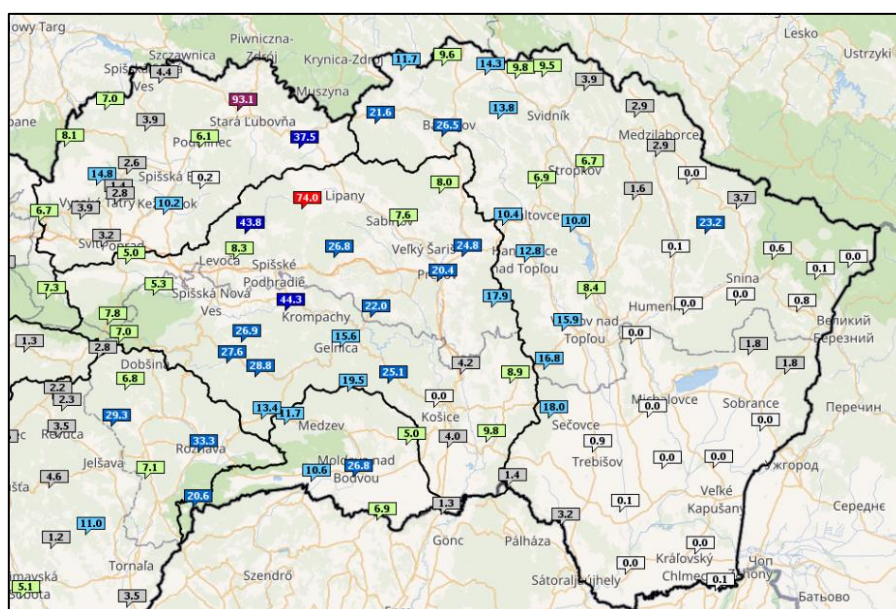 owy Targ
Piwniczna-
Zdrój
Szczawnica
Krynica-Zdrój
11.7
9.6
14.3
9.8
9.5
Lesko
Ustrzyki
4.4
Ves
7.0
93.1
Muszyna
3.9
3.9
Stará Ľubovňa
21.6
13.8
Svidník
2.9
8.1
6.1
37.5
26.5
Medzilaborce
2.9
2.6
14.8
0.2
6.7
0.0
2.8
6.9
Stropkov
1.6
8.0
3.9
10.2
74.0
Lipany
3.7
6.7
7.6
10.4
10.0
23.2
43.8
3.2
5.0
8.3
Levoča
26.8
Veľký Šariš
24.8
12.8
nad Topľou
0.1
0.6
0.0
0.1
20.4
Spišské
Podhradie
Snina
7.3
5.3
Spišská Nová
Ves
44.3
Krompachy
22.0
17.9
8.4
0.0
0.0
0.8
Великий
Березний
7.8
7.0
26.9
15.6
Gelnica
15.9
Topľou
0.0
1.3
2.8
27.6
28.8
16.8
1.8
1.8
Dobšiná
6.8
19.5
25.1
4.2
8.9
2.2
2.3
29.3
13.4
11.7
0.0
Košice
18.0
Sečovce
0.0
Michalovce
Sobrance
0.0
Перечин
3.5
33.3
Medzev
5.0
4.0
9.8
0.9
Trebišov
Jelšava
7.1
10.6
26.8
Bodvou
0.0
0.0
Ужгород
4.6
20.6
1.4
6.9
1.3
0.1
Veľké
Kapušany
Середнє
11.0
3.2
1.2
Gönc
Pálháza
0.0
Tornaľa
Szendrő
Sátoraljaújhely
0.0
Kráľovský
Chlmec
0.1
Чоп
5.1
3.5
Батьово